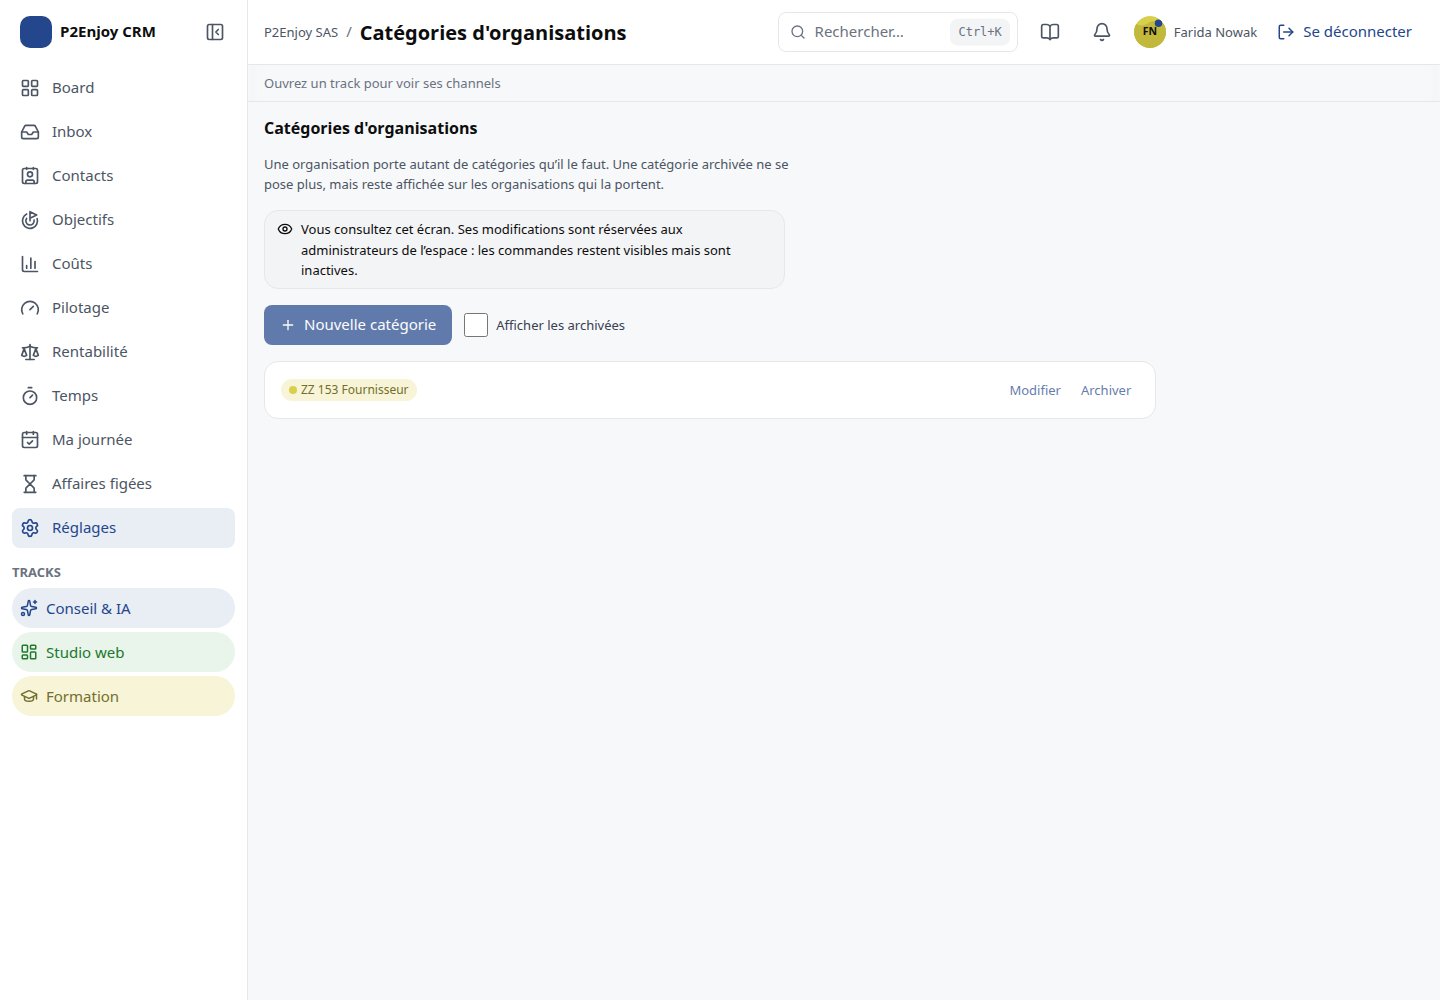 P2Enjoy CRM
Board
Inbox
Contacts
Objectifs
Coûts
Pilotage
Rentabilité
Temps
Ma journée
Affaires figées
Réglages
TRACKS
Conseil & IA
Studio web
Formation
P2Enjoy SAS / Catégories d'organisations
Rechercher... Ctrl+K
FN Farida Nowak
Se déconnecter
Ouvrez un track pour voir ses channels
Catégories d'organisations
Une organisation porte autant de catégories qu’il le faut. Une catégorie archivée ne se
pose plus, mais reste affichée sur les organisations qui la portent.
Vous consultez cet écran. Ses modifications sont réservées aux
administrateurs de l’espace : les commandes restent visibles mais sont
inactives.
Nouvelle catégorie
Afficher les archivées
ZZ 153 Fournisseur
Modifier Archiver